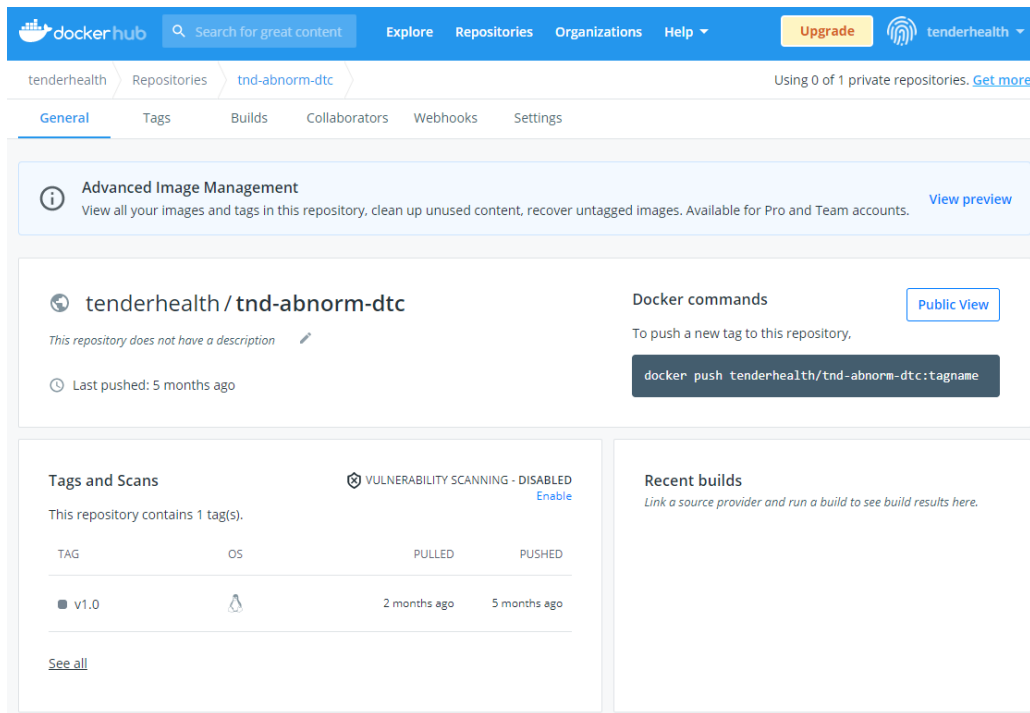 dockerhub Search for great content Explore Repositories Organizations Help Upgrade tenderhealth
tenderhealth Repositories tnd-abnorm-dtc Using 0 of 1 private repositories. Get more
General Tags Builds Collaborators Webhooks Settings
Advanced Image Management
View all your images and tags in this repository, clean up unused content, recover untagged images. Available for Pro and Team accounts.
View preview
tenderhealth / tnd-abnorm-dtc
This repository does not have a description
Last pushed: 5 months ago
Docker commands
Public View
To push a new tag to this repository,
docker push tenderhealth/tnd-abnorm-dtc:tagname
Tags and Scans
VULNERABILITY SCANNING - DISABLED
Enable
This repository contains 1 tag(s).
TAG OS PULLED PUSHED
v1.0 2 months ago 5 months ago
See all
Recent builds
Link a source provider and run a build to see build results here.